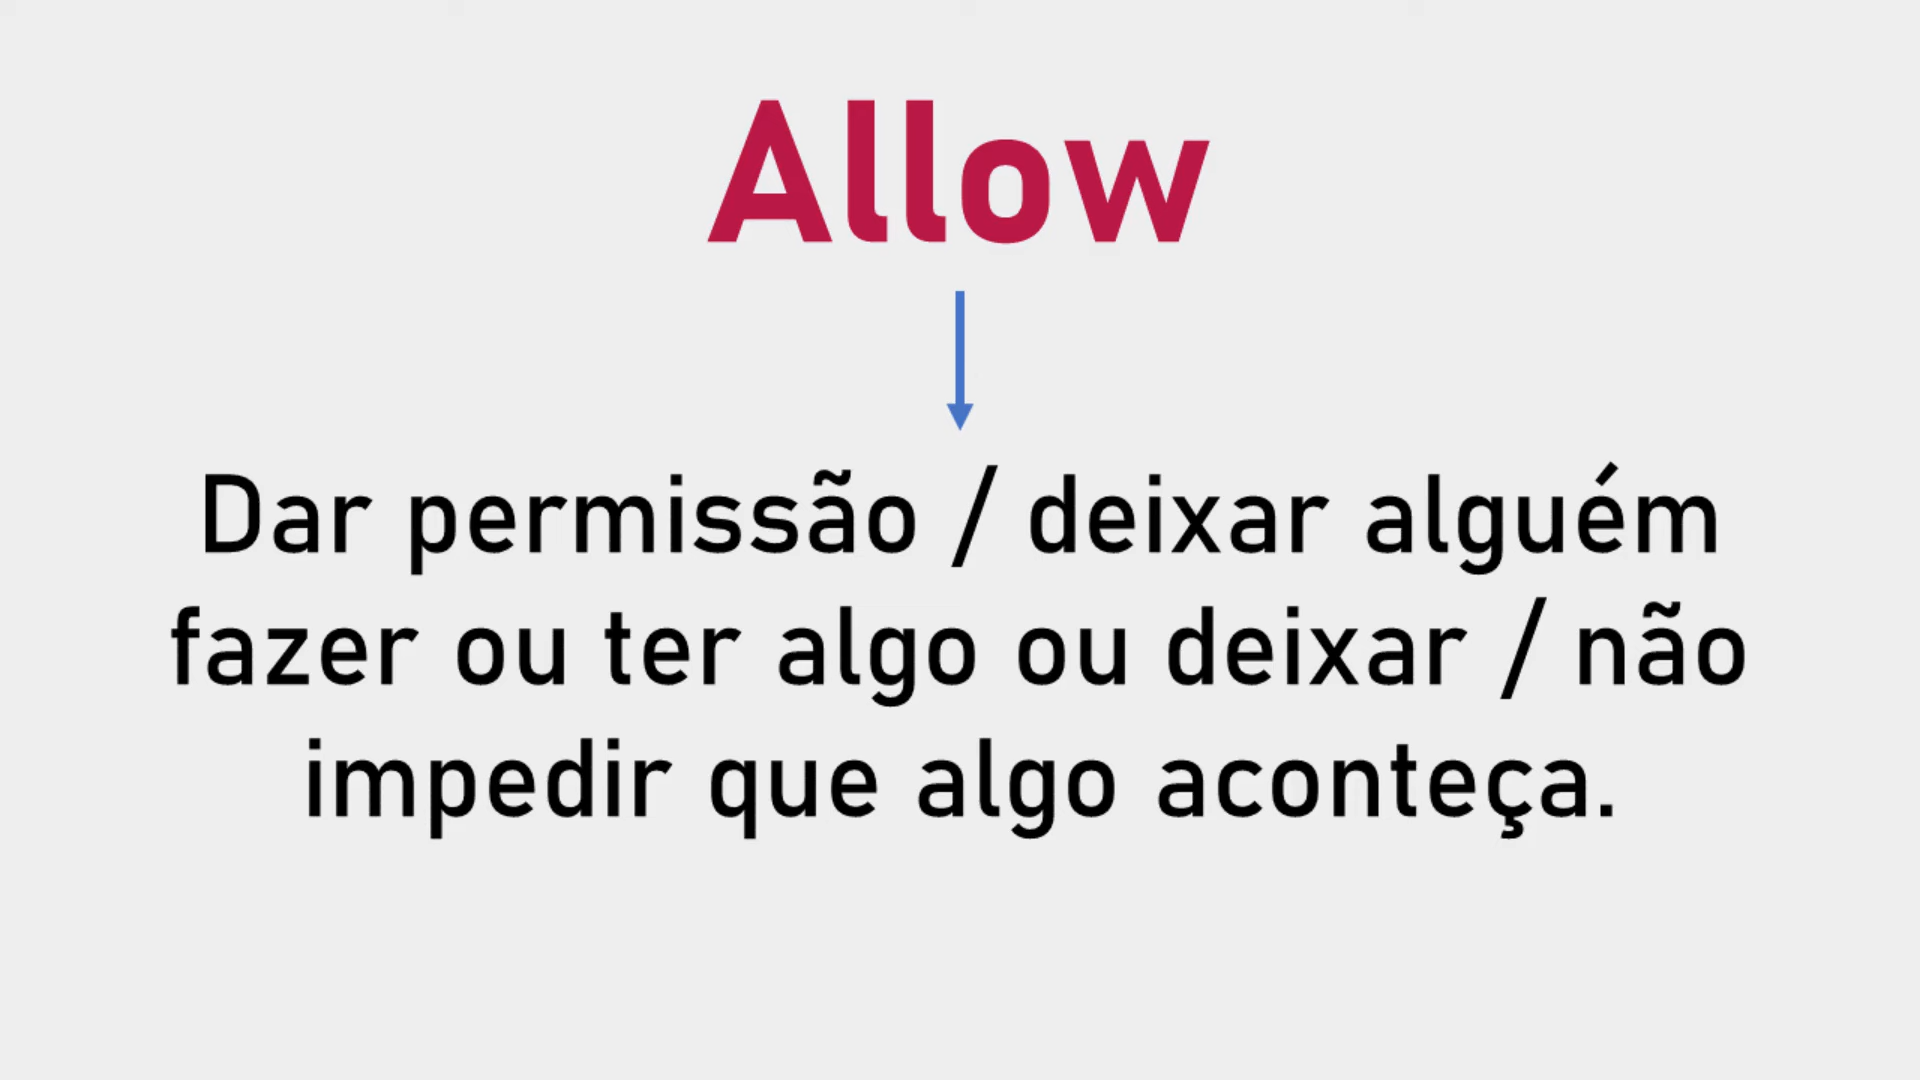 Allow
Dar permissão / deixar alguém
fazer ou ter algo ou deixar / não
impedir que algo aconteça.